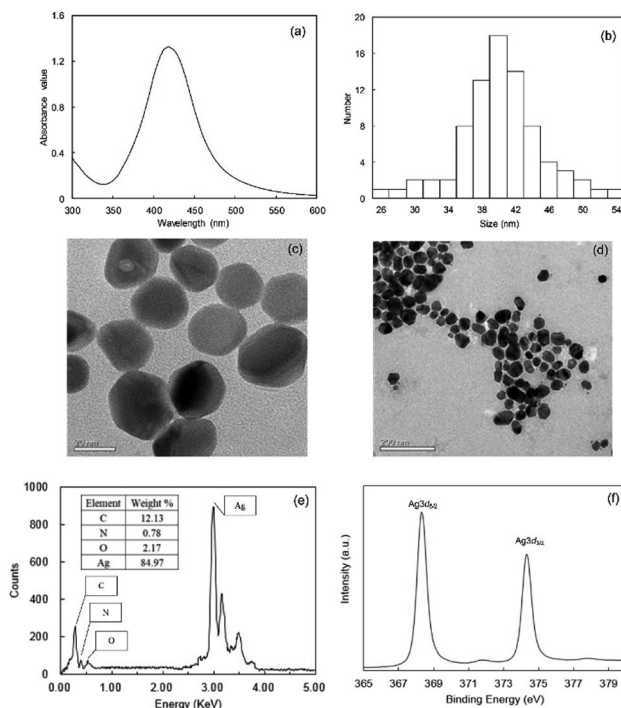 (a)
1.6
1.2
0.8
0.4
0
Absorbance value
300 350 400 450 500 550 600
Wavelength (nm)
(b)
20
16
12
8
4
0
Number
26 30 34 38 42 46 50 54
Size (nm)
(c)
20 nm
(d)
200 nm
(e)
1000
800
600
400
200
0
Counts
Element Weight %
C 12.13
N 0.78
O 2.17
Ag 84.97
Ag
C
N
O
0.00 1.00 2.00 3.00 4.00 5.00
Energy (KeV)
(f)
Ag3d5/2
Ag3d3/2
Intensity (a.u.)
365 367 369 371 373 375 377 379
Binding Energy (eV)